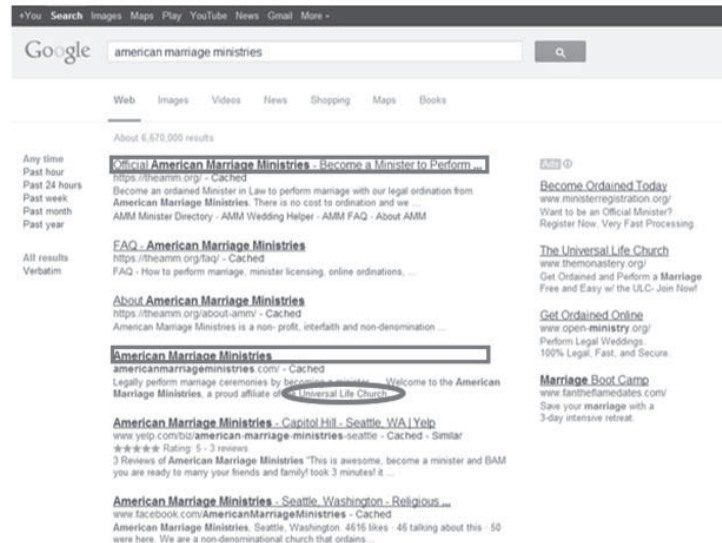 +You Search Images Maps Play YouTube News Gmail More
Google american marriage ministries
Web Images Videos News Shopping Maps Books
About 6,670,000 results
Any time
Past hour
Past 24 hours
Past week
Past month
Past year
All results
Verbatim
Official American Marriage Ministries - Become a Minister to Perform ...
https://theamm.org/ - Cached
Become an ordained Minister in Law to perform marriage with our legal ordination from
American Marriage Ministries. There is no cost to ordination and we ...
AMM Minister Directory - AMM Wedding Helper - AMM FAQ - About AMM
FAQ - American Marriage Ministries
https://theamm.org/faq/ - Cached
FAQ - How to perform marriage, minister licensing, online ordinations, ...
About American Marriage Ministries
https://theamm.org/about-amm/ - Cached
American Marriage Ministries is a non- profit, interfaith and non-denomination ...
American Marriage Ministries
americanmarriageministries.com/ - Cached
Legally perform marriage ceremonies by becoming a minister ... Welcome to the American
Marriage Ministries, a proud affiliate of Universal Life Church
American Marriage Ministries - Capitol Hill - Seattle, WA | Yelp
www.yelp.com/biz/american-marriage-ministries-seattle - Cached - Similar
★★★★★ Rating: 5 - 3 reviews
3 Reviews of American Marriage Ministries "This is awesome, become a minister and BAM
you are ready to marry your friends and family! took 3 minutes! it ...
American Marriage Ministries - Seattle, Washington - Religious ...
www.facebook.com/AmericanMarriageMinistries - Cached
American Marriage Ministries, Seattle, Washington. 4616 likes · 46 talking about this · 50
were here. We are a non-denominational church that ordains...
Ads
Become Ordained Today
www.ministerregistration.org/
Want to be an Official Minister?
Register Now. Very Fast Processing.
The Universal Life Church
www.themonastery.org/
Get Ordained and Perform a Marriage
Free and Easy w/ the ULC- Join Now!
Get Ordained Online
www.open-ministry.org/
Perform Legal Weddings.
100% Legal, Fast, and Secure.
Marriage Boot Camp
www.fantheflamedates.com/
Save your marriage with a
3-day intensive retreat.